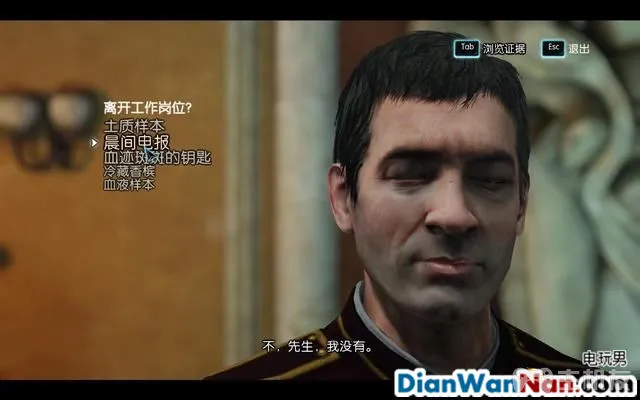 Tab 浏览证据 Esc 退出
离开工作岗位?
土质样本
晨间电报
血迹斑斑的钥匙
冷藏香槟
血液样本
不，先生，我没有。
电玩男
DianWanNan.com